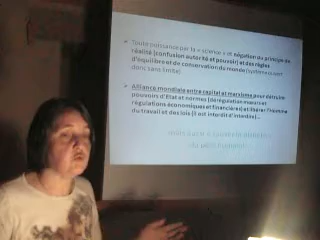 Toute puissance par la « science » et négation du principe de
réalité (confusion autorité et pouvoir) et des règles
d'équilibre et de conservation du monde (système ouvert
donc sans limite)
Alliance mondiale entre capital et marxisme pour détruire
pouvoirs d'Etat et normes (dérégulation macro et
régulations économiques et financières) et libérer l'homme
du travail et des lois (il est interdit d'interdire)...